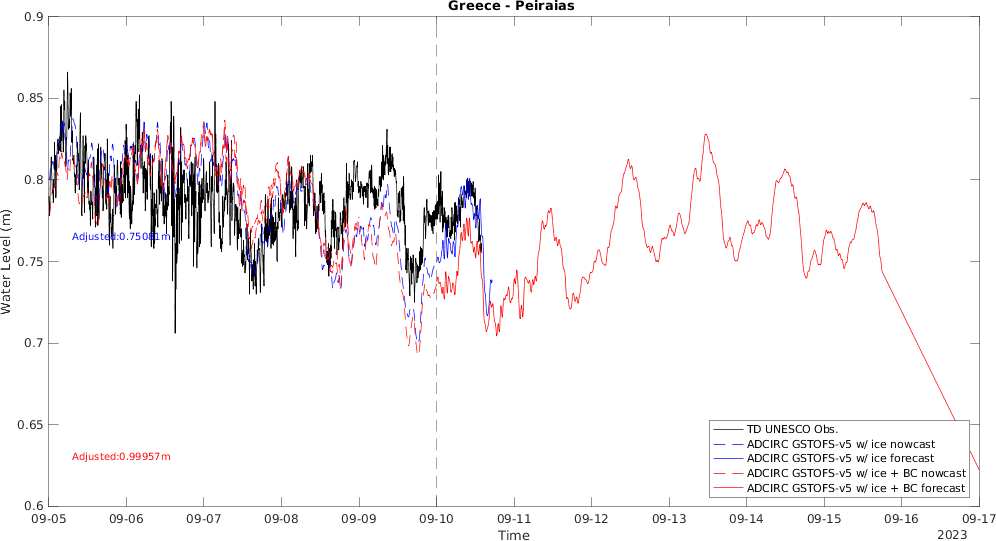 Greece - Peiraias
0.9
0.85
0.8
0.75
0.7
0.65
0.6
Water Level (m)
Adjusted:0.75081m
Adjusted:0.99957m
TD UNESCO Obs.
ADCIRC GSTOFS-v5 w/ ice nowcast
ADCIRC GSTOFS-v5 w/ ice forecast
ADCIRC GSTOFS-v5 w/ ice + BC nowcast
ADCIRC GSTOFS-v5 w/ ice + BC forecast
09-05 09-06 09-07 09-08 09-09 09-10 09-11 09-12 09-13 09-14 09-15 09-16 09-17
Time
2023